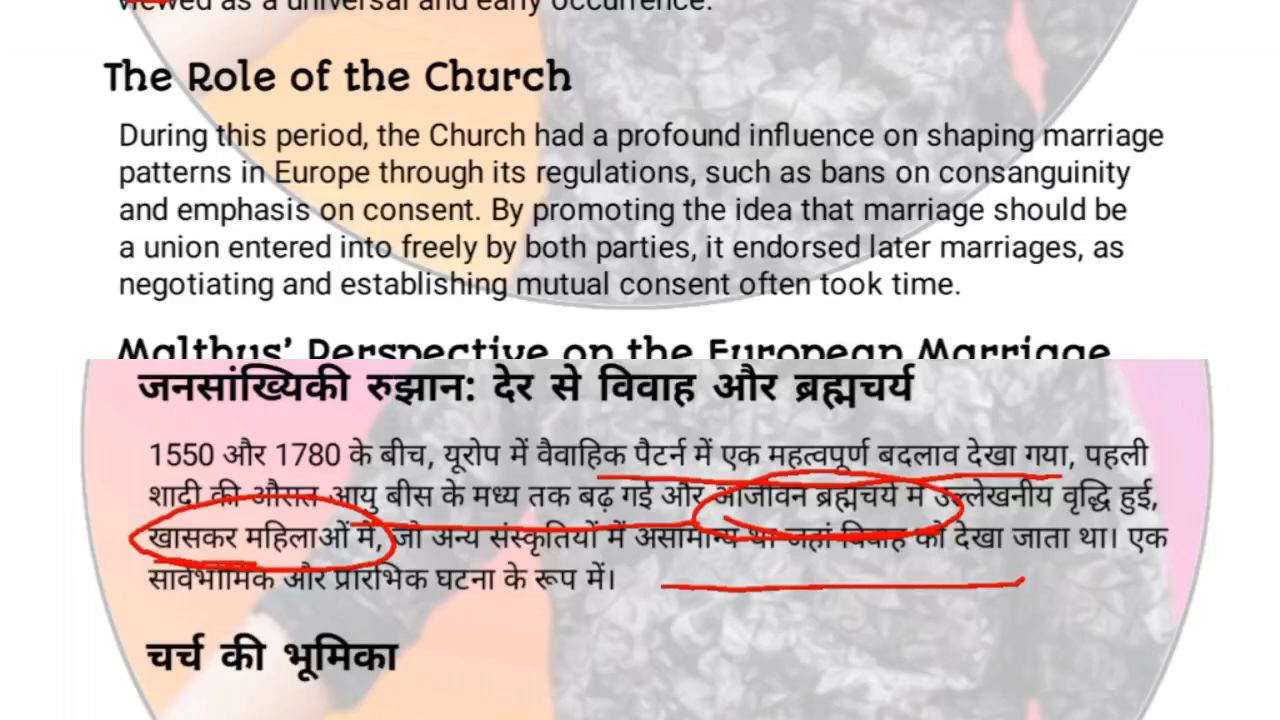 viewed as a universal and early occurrence.
The Role of the Church
During this period, the Church had a profound influence on shaping marriage
patterns in Europe through its regulations, such as bans on consanguinity
and emphasis on consent. By promoting the idea that marriage should be
a union entered into freely by both parties, it endorsed later marriages, as
negotiating and establishing mutual consent often took time.
Malthus' Perspective on the European Marriage
जनसांख्यिकी रुझान: देर से विवाह और ब्रह्मचर्य
1550 और 1780 के बीच, यूरोप में वैवाहिक पैटर्न में एक महत्वपूर्ण बदलाव देखा गया, पहली
शादी की औसत आयु बीस के मध्य तक बढ़ गई और आजीवन ब्रह्मचर्य में उल्लेखनीय वृद्धि हुई,
खासकर महिलाओं में, जो अन्य संस्कृतियों में असामान्य था जहां विवाह को देखा जाता था। एक
सार्वभौमिक और प्रारंभिक घटना के रूप में।
चर्च की भूमिका